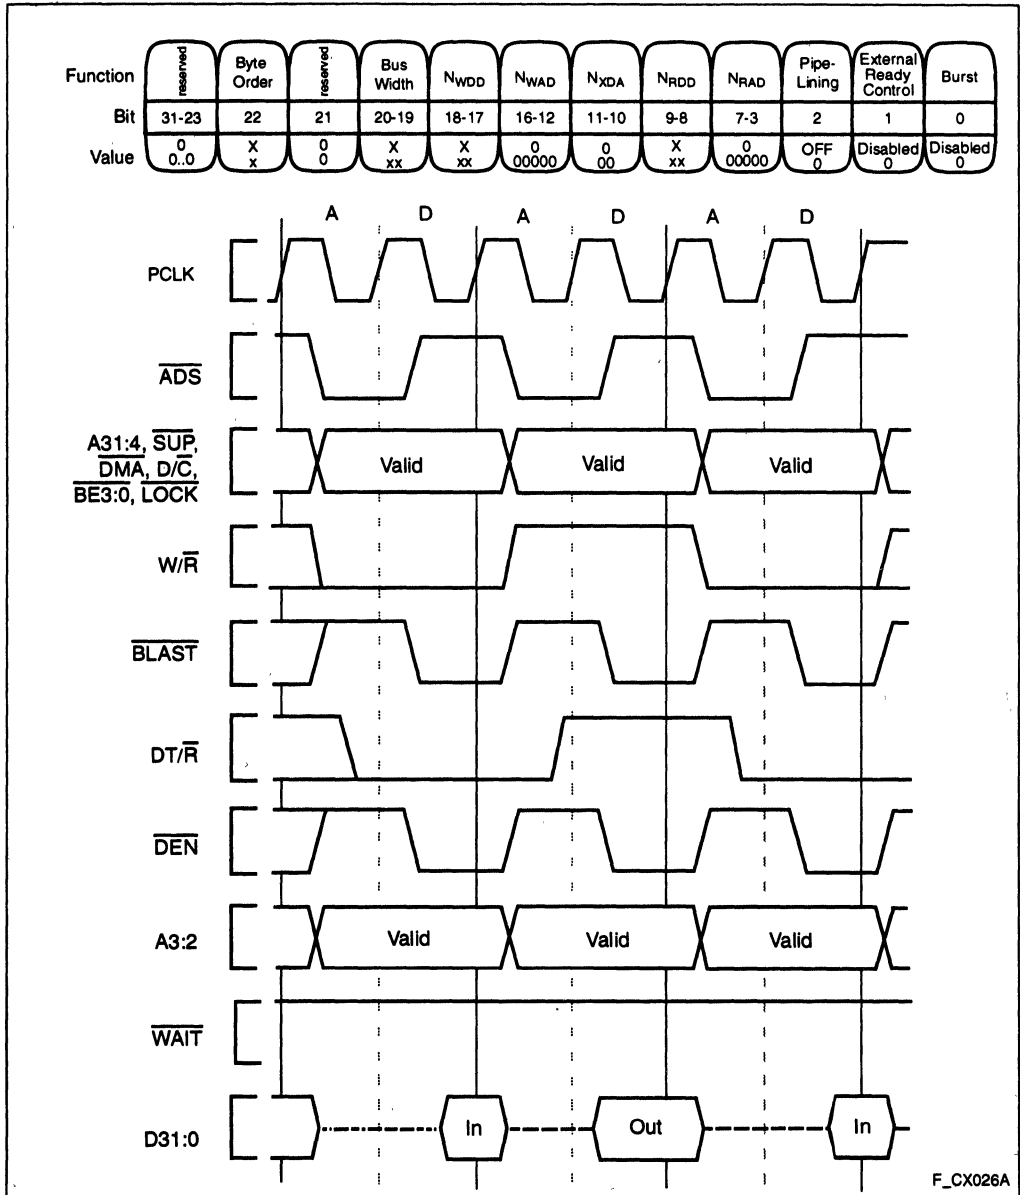 Function reserved Byte Order reserved Bus Width NWDD NWAD NXDA NRDD NRAD Pipe-Lining External Ready Control Burst
Bit 31-23 22 21 20-19 18-17 16-12 11-10 9-8 7-3 2 1 0
Value 0 X 0 X X 0 0 X 0 OFF Disabled Disabled
0..0 x 0 xx xx 00000 00 xx 00000 0 0 0
A D A D A D
PCLK
ADS
A31:4, SUP,
DMA, D/C,
BE3:0, LOCK
Valid Valid Valid
W/R
BLAST
DT/R
DEN
A3:2 Valid Valid Valid
WAIT
D31:0 In Out In
F_CX026A